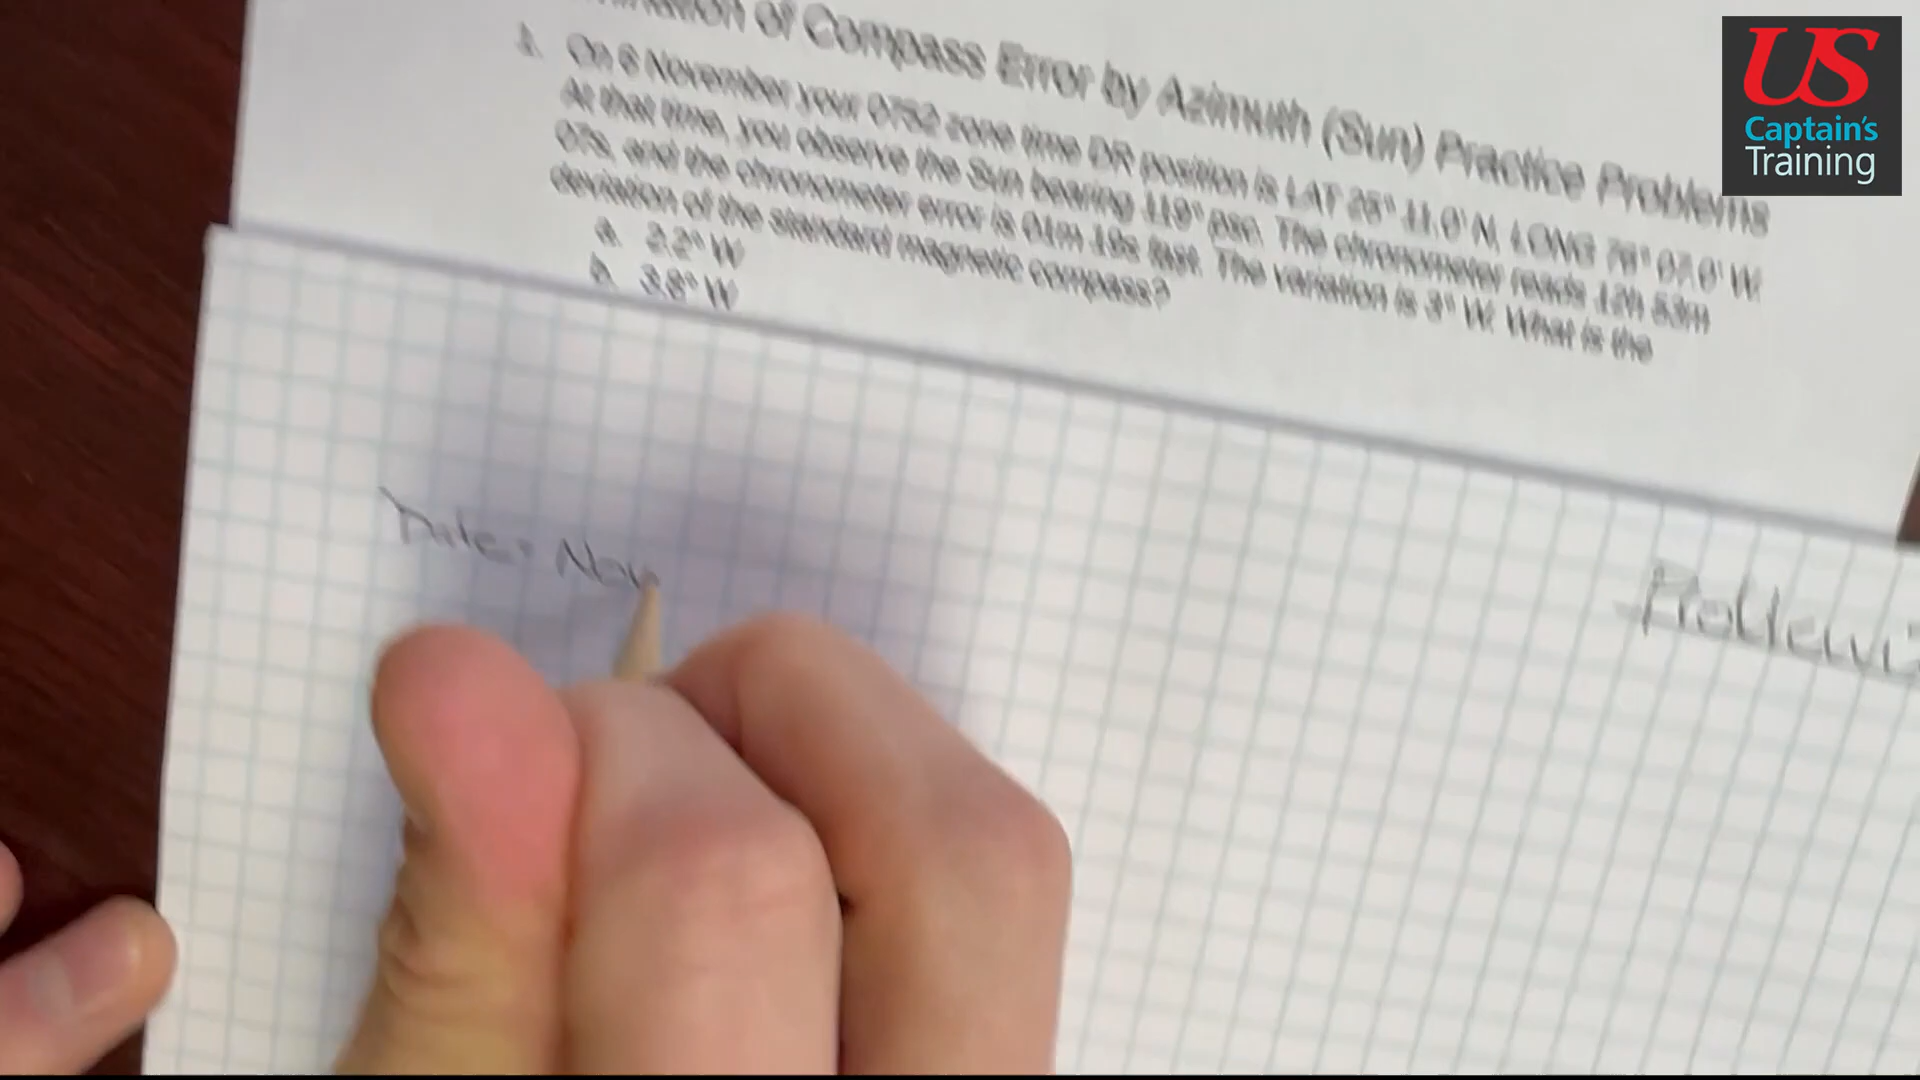 of Compass Error by Azimuth (Sun) Practice Problems
On 6 November your 0752 zone time DR position is LAT 25° 11.0' N, LONG 76° 07.0' W.
At that time, you observe the Sun bearing 119° psc. The chronometer reads 12h 53m
07s, and the chronometer error is 01m 19s fast. The variation is 3° W. What is the
deviation of the standard magnetic compass?
a. 2.2° W
b. 3.8° W
Date: Nov
US
Captain's
Training